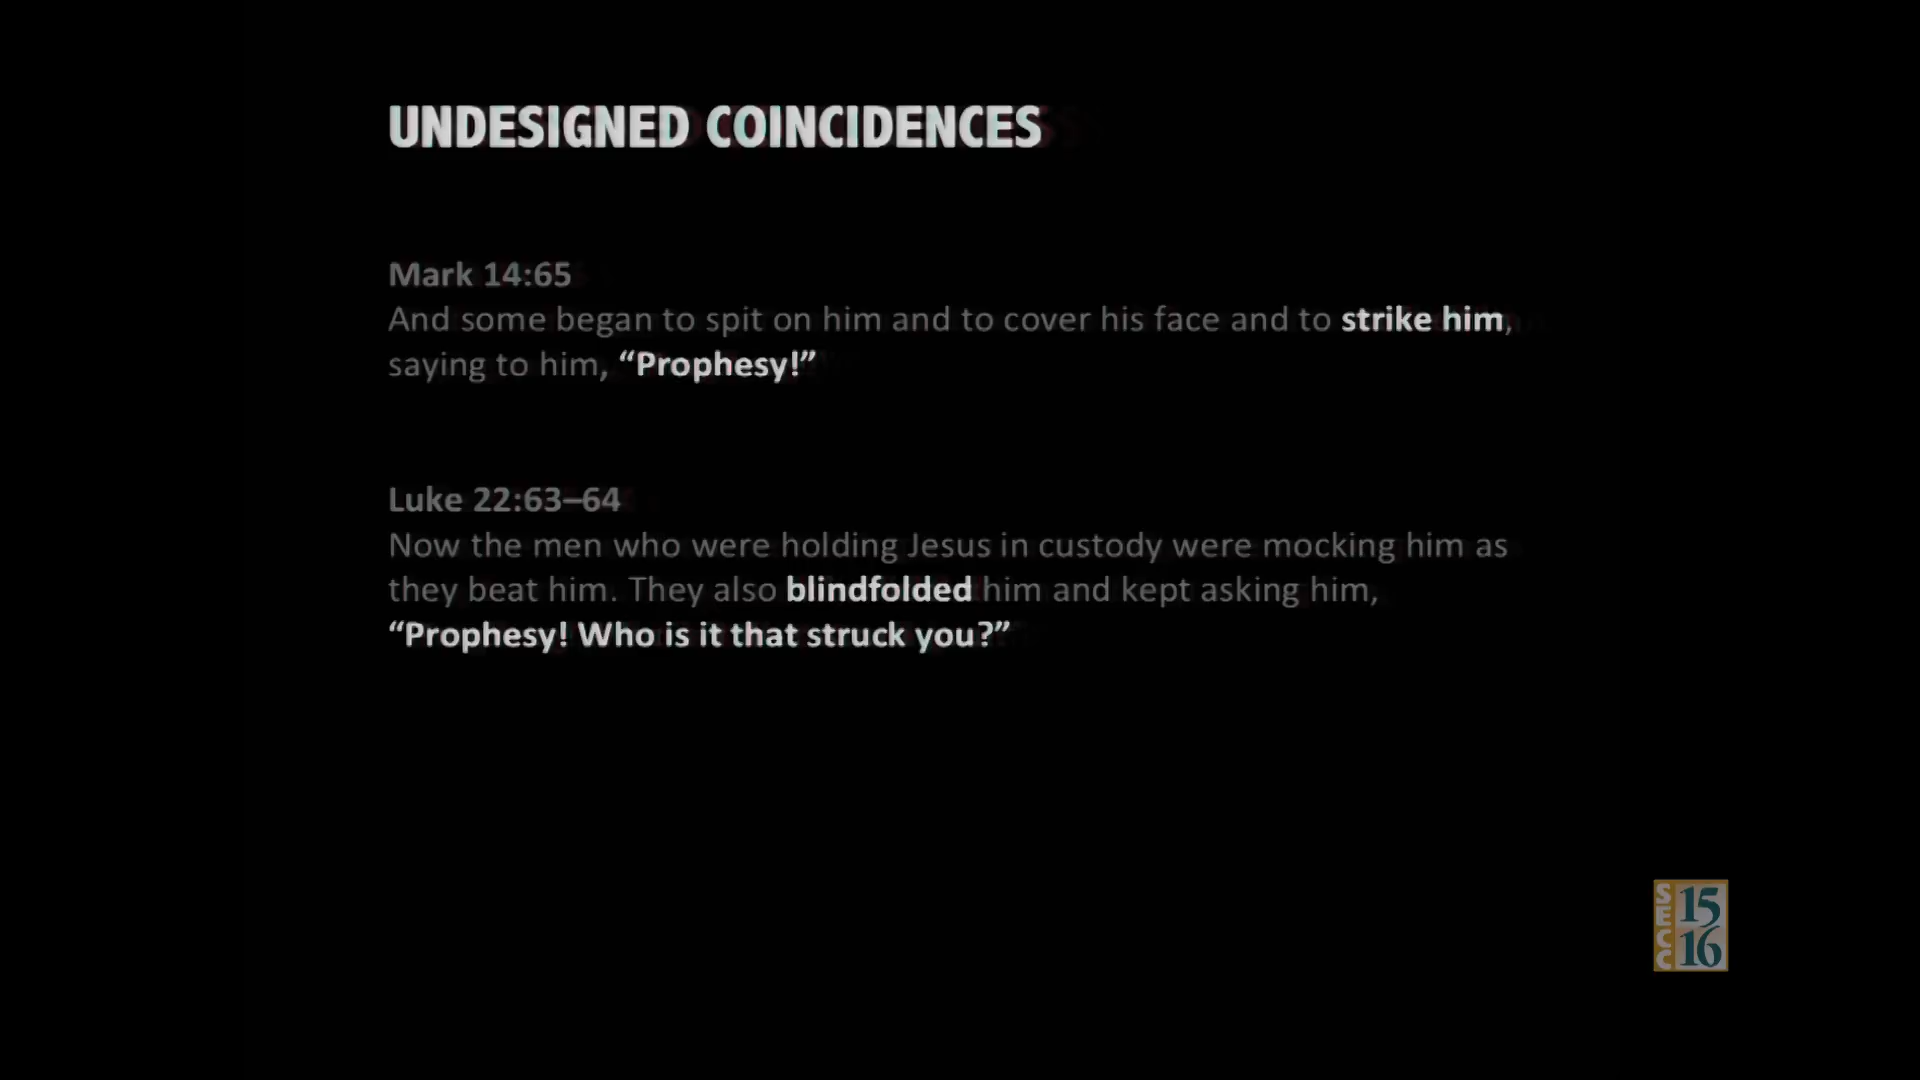 UNDESIGNED COINCIDENCES
Mark 14:65
And some began to spit on him and to cover his face and to strike him,
saying to him, “Prophesy!”
Luke 22:63–64
Now the men who were holding Jesus in custody were mocking him as
they beat him. They also blindfolded him and kept asking him,
“Prophesy! Who is it that struck you?”
SECC
15
16